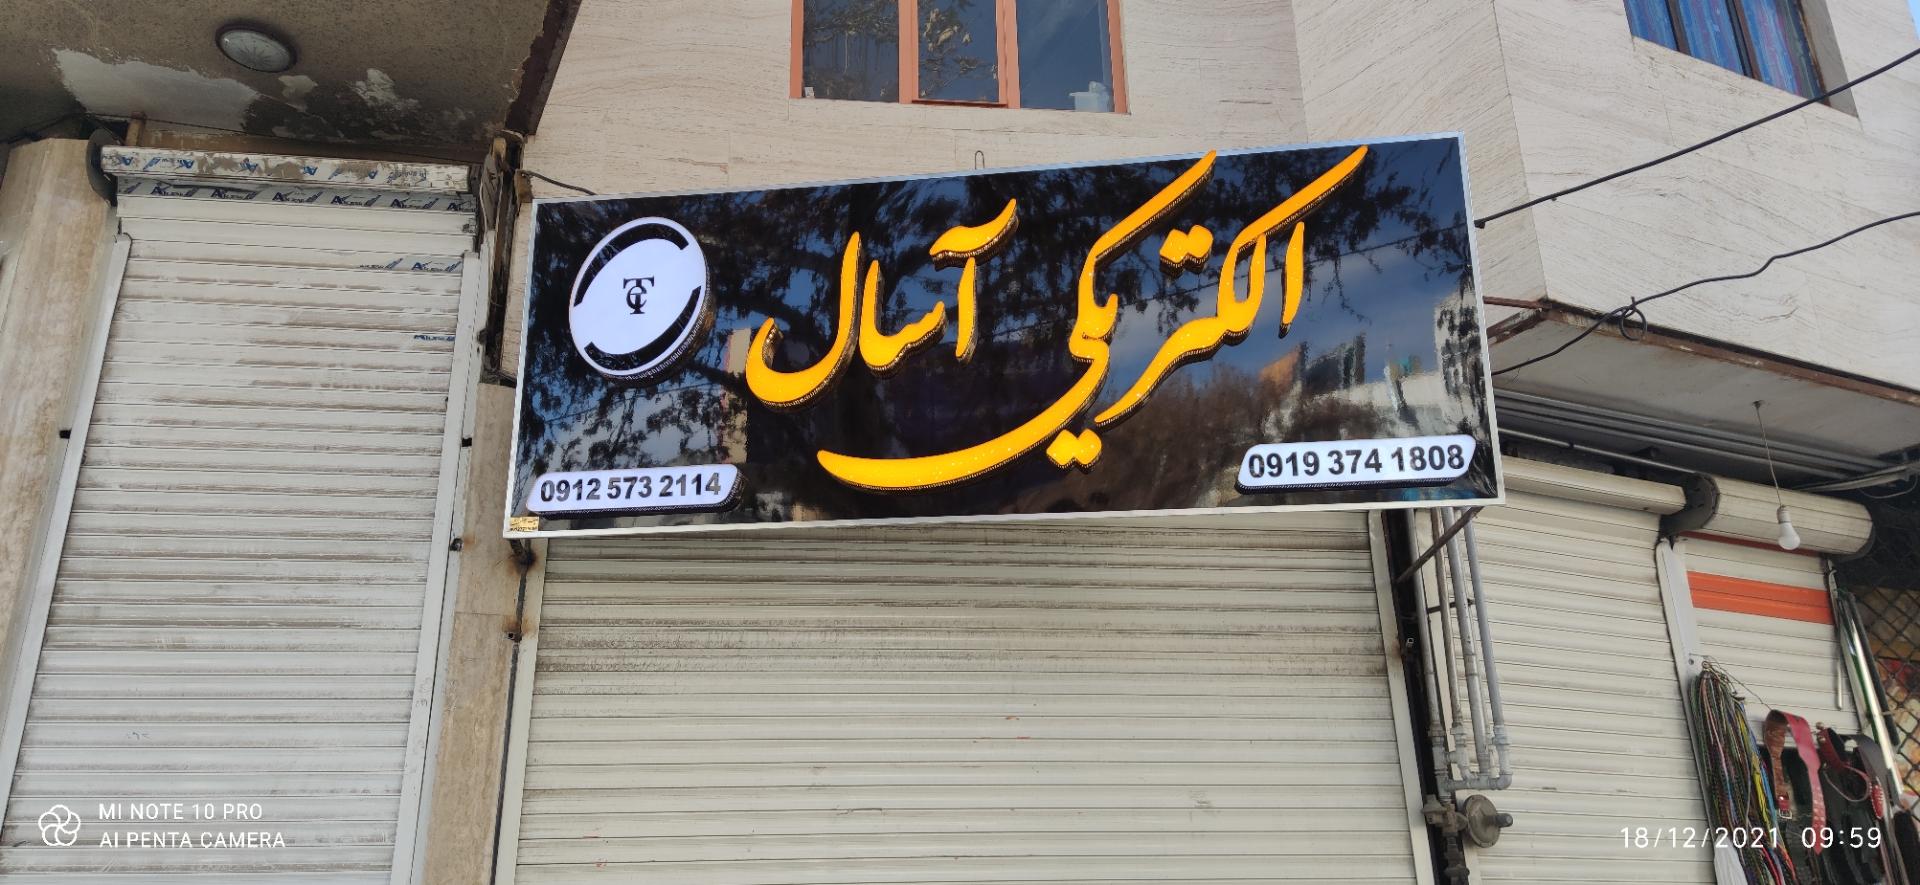 الکتریکی آسال
TC
0912 573 2114
0919 374 1808
MI NOTE 10 PRO
AI PENTA CAMERA
18/12/2021 09:59